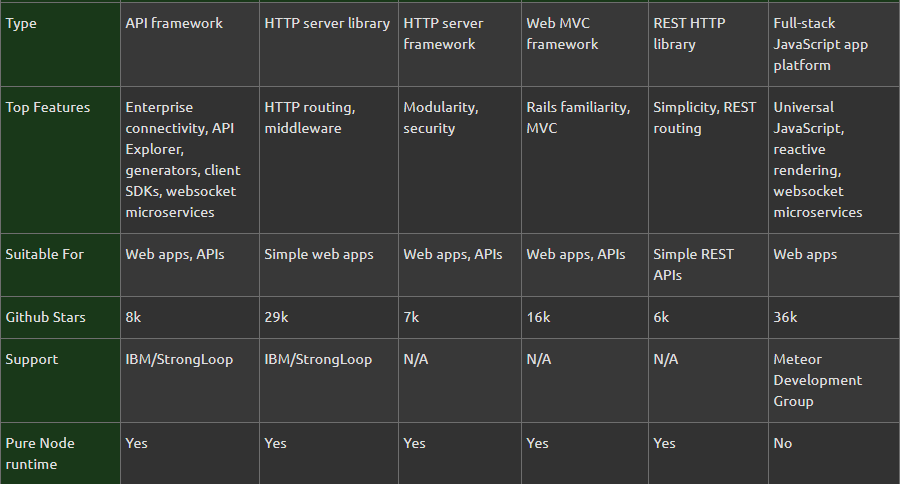 Type
API framework
HTTP server library
HTTP server
framework
Web MVC
framework
REST HTTP
library
Full-stack
JavaScript app
platform
Top Features
Enterprise
connectivity, API
Explorer,
generators, client
SDKs, websocket
microservices
HTTP routing,
middleware
Modularity,
security
Rails familiarity,
MVC
Simplicity, REST
routing
Universal
JavaScript,
reactive
rendering,
websocket
microservices
Suitable For
Web apps, APIs
Simple web apps
Web apps, APIs
Web apps, APIs
Simple REST
APIs
Web apps
Github Stars
8k
29k
7k
16k
6k
36k
Support
IBM/StrongLoop
IBM/StrongLoop
N/A
N/A
N/A
Meteor
Development
Group
Pure Node
runtime
Yes
Yes
Yes
Yes
Yes
No